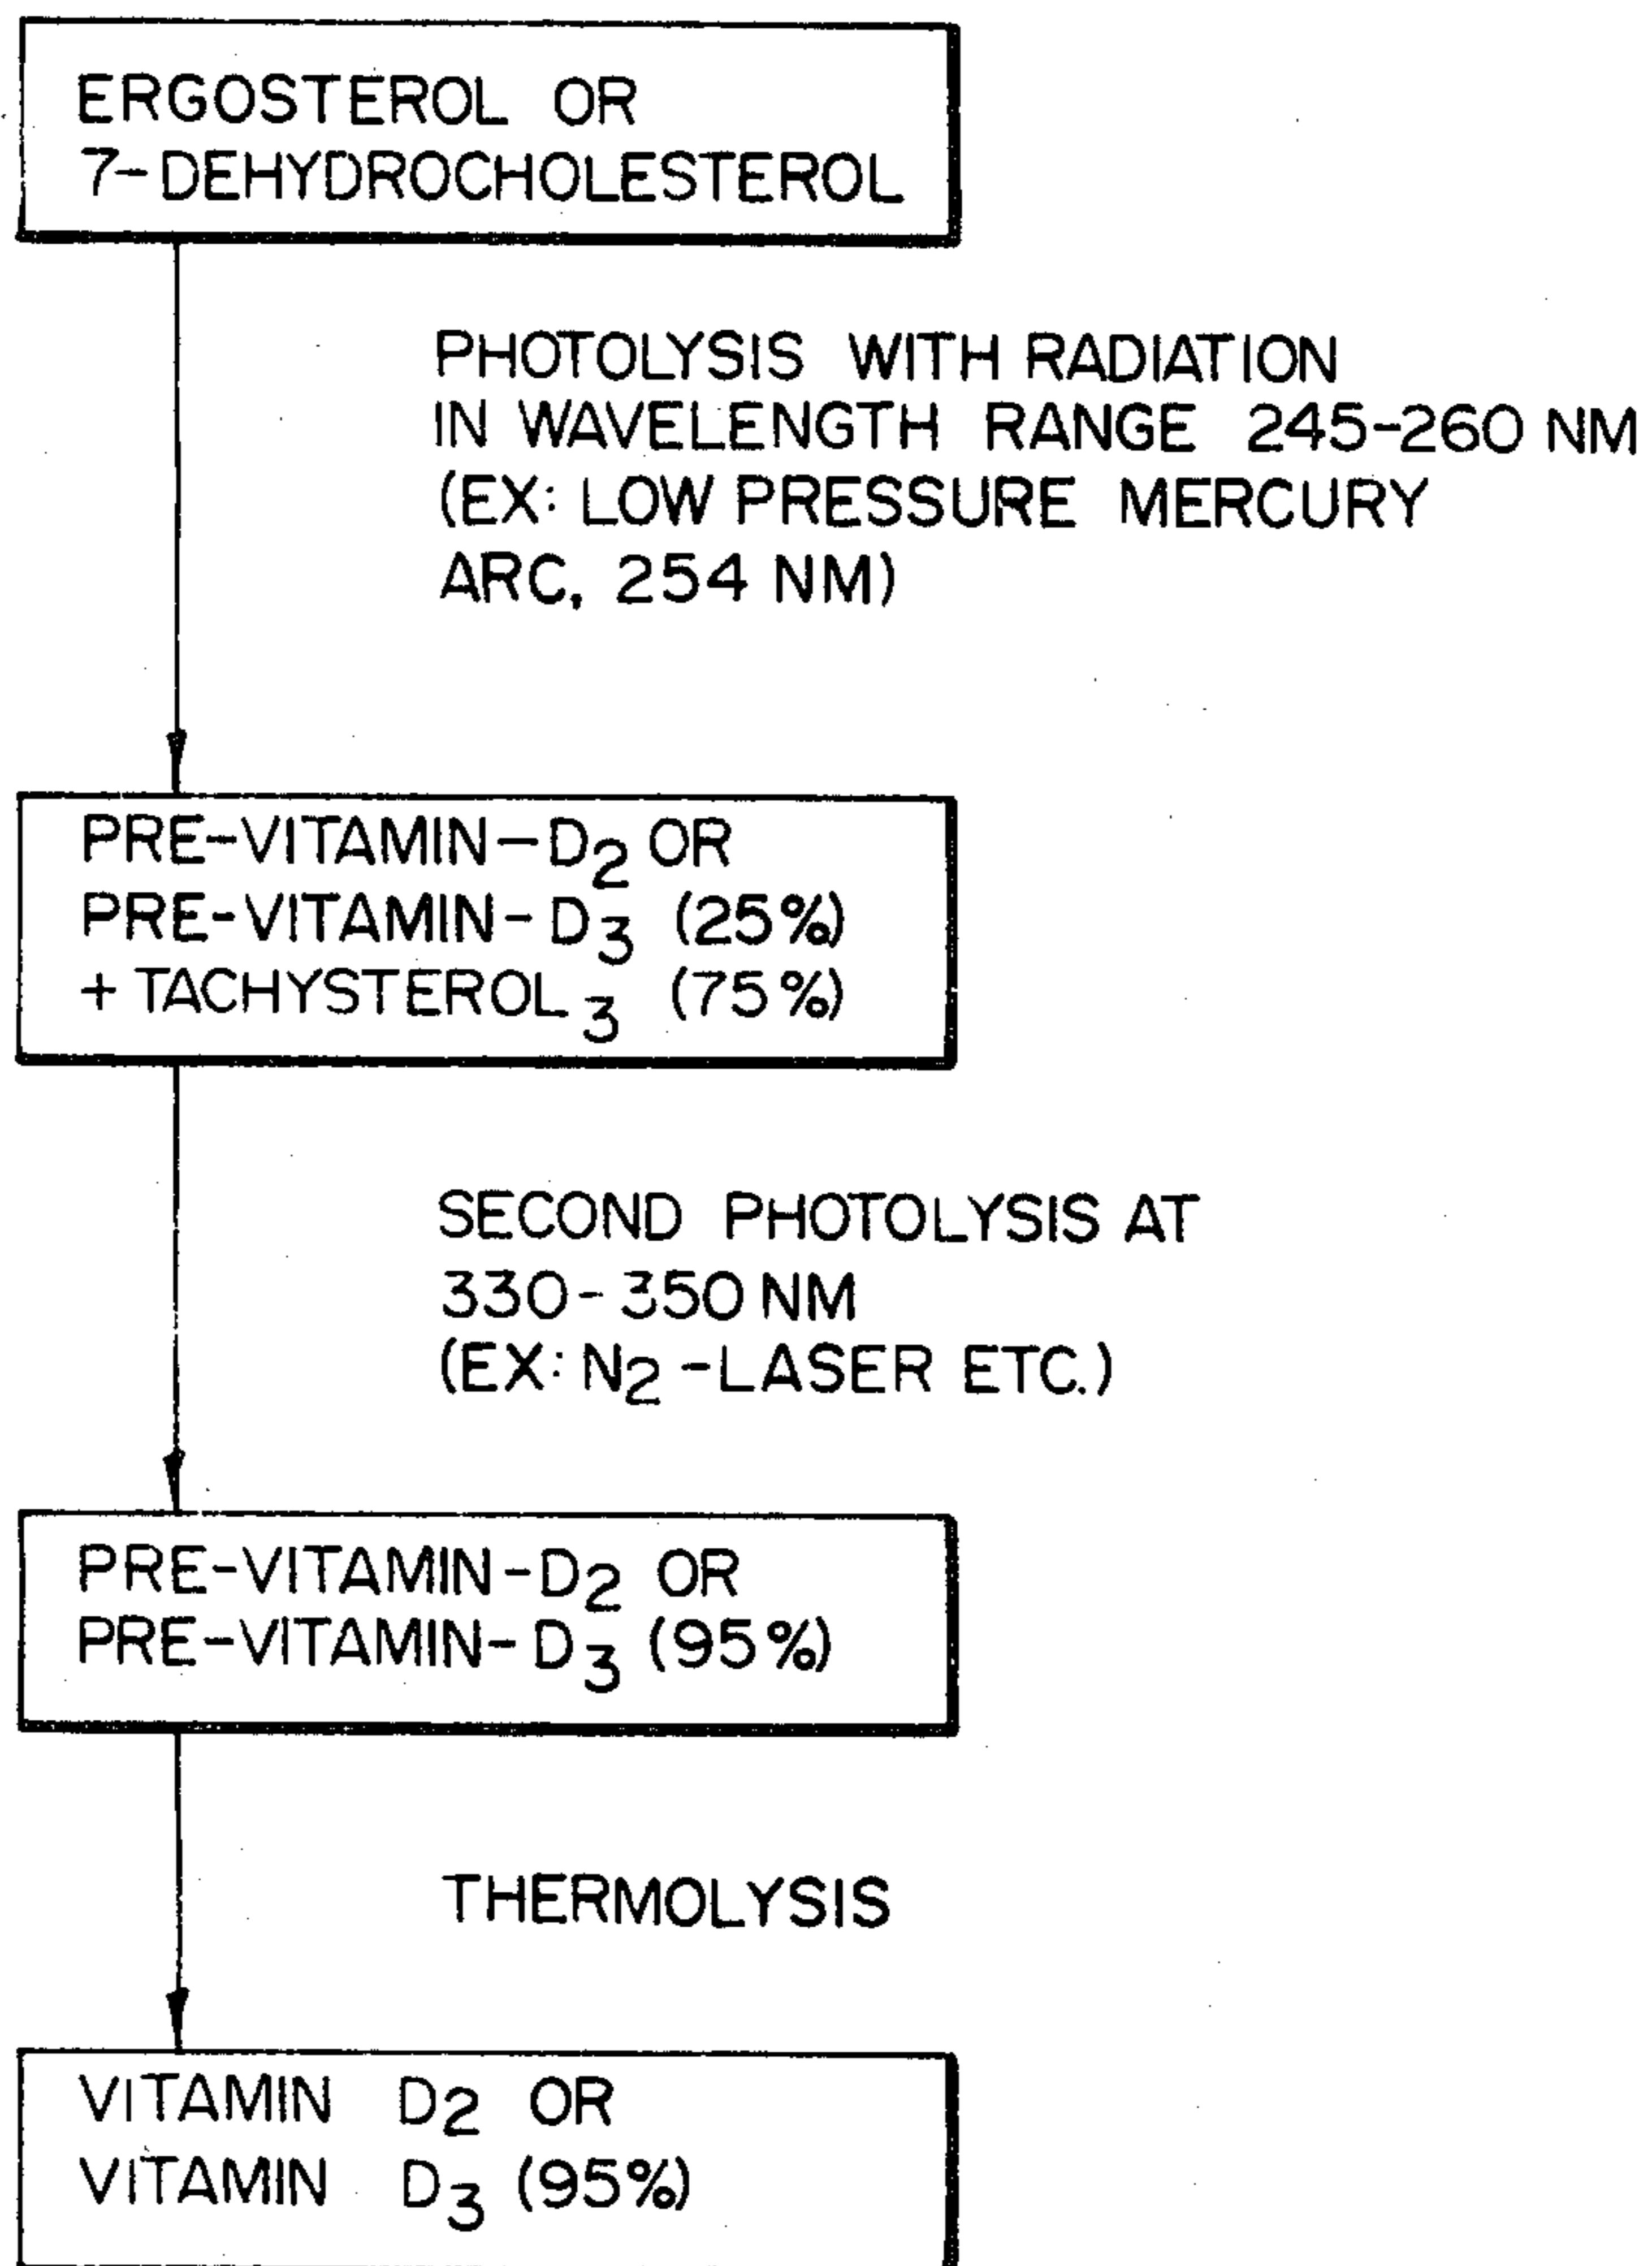 ERGOSTEROL OR
7-DEHYDROCHOLESTEROL
PHOTOLYSIS WITH RADIATION
IN WAVELENGTH RANGE 245-260 NM
(EX: LOW PRESSURE MERCURY
ARC, 254 NM)
PRE-VITAMIN-D2 OR
PRE-VITAMIN-D3 (25%)
+ TACHYSTEROL3 (75%)
SECOND PHOTOLYSIS AT
330-350 NM
(EX: N2-LASER ETC.)
PRE-VITAMIN-D2 OR
PRE-VITAMIN-D3 (95%)
THERMOLYSIS
VITAMIN D2 OR
VITAMIN D3 (95%)